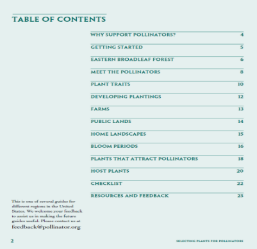 TABLE OF CONTENTS
WHY SUPPORT POLLINATORS? 4
GETTING STARTED 5
EASTERN BROADLEAF FOREST 6
MEET THE POLLINATORS 8
PLANT TRAITS 10
DEVELOPING PLANTINGS 12
FARMS 13
PUBLIC LANDS 14
HOME LANDSCAPES 15
BLOOM PERIODS 16
PLANTS THAT ATTRACT POLLINATORS 18
HOST PLANTS 20
CHECKLIST 22
RESOURCES AND FEEDBACK 23
This is one of several guides for
different regions in the United
States. We welcome your feedback
to assist us in making the future
guides useful. Please contact us at
feedback@pollinator.org
2
SELECTING PLANTS FOR POLLINATORS